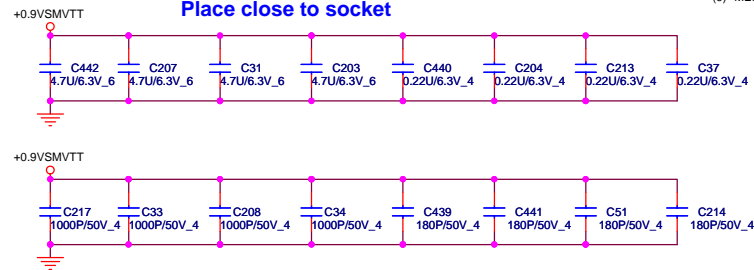 Place close to socket
+0.9VSMVTT
C442 C207 C31 C203 C440 C204 C213 C37
4.7U/6.3V_6 4.7U/6.3V_6 4.7U/6.3V_6 4.7U/6.3V_6 0.22U/6.3V_4 0.22U/6.3V_4 0.22U/6.3V_4 0.22U/6.3V_4
+0.9VSMVTT
C217 C33 C208 C34 C439 C441 C51 C214
1000P/50V_4 1000P/50V_4 1000P/50V_4 1000P/50V_4 180P/50V_4 180P/50V_4 180P/50V_4 180P/50V_4